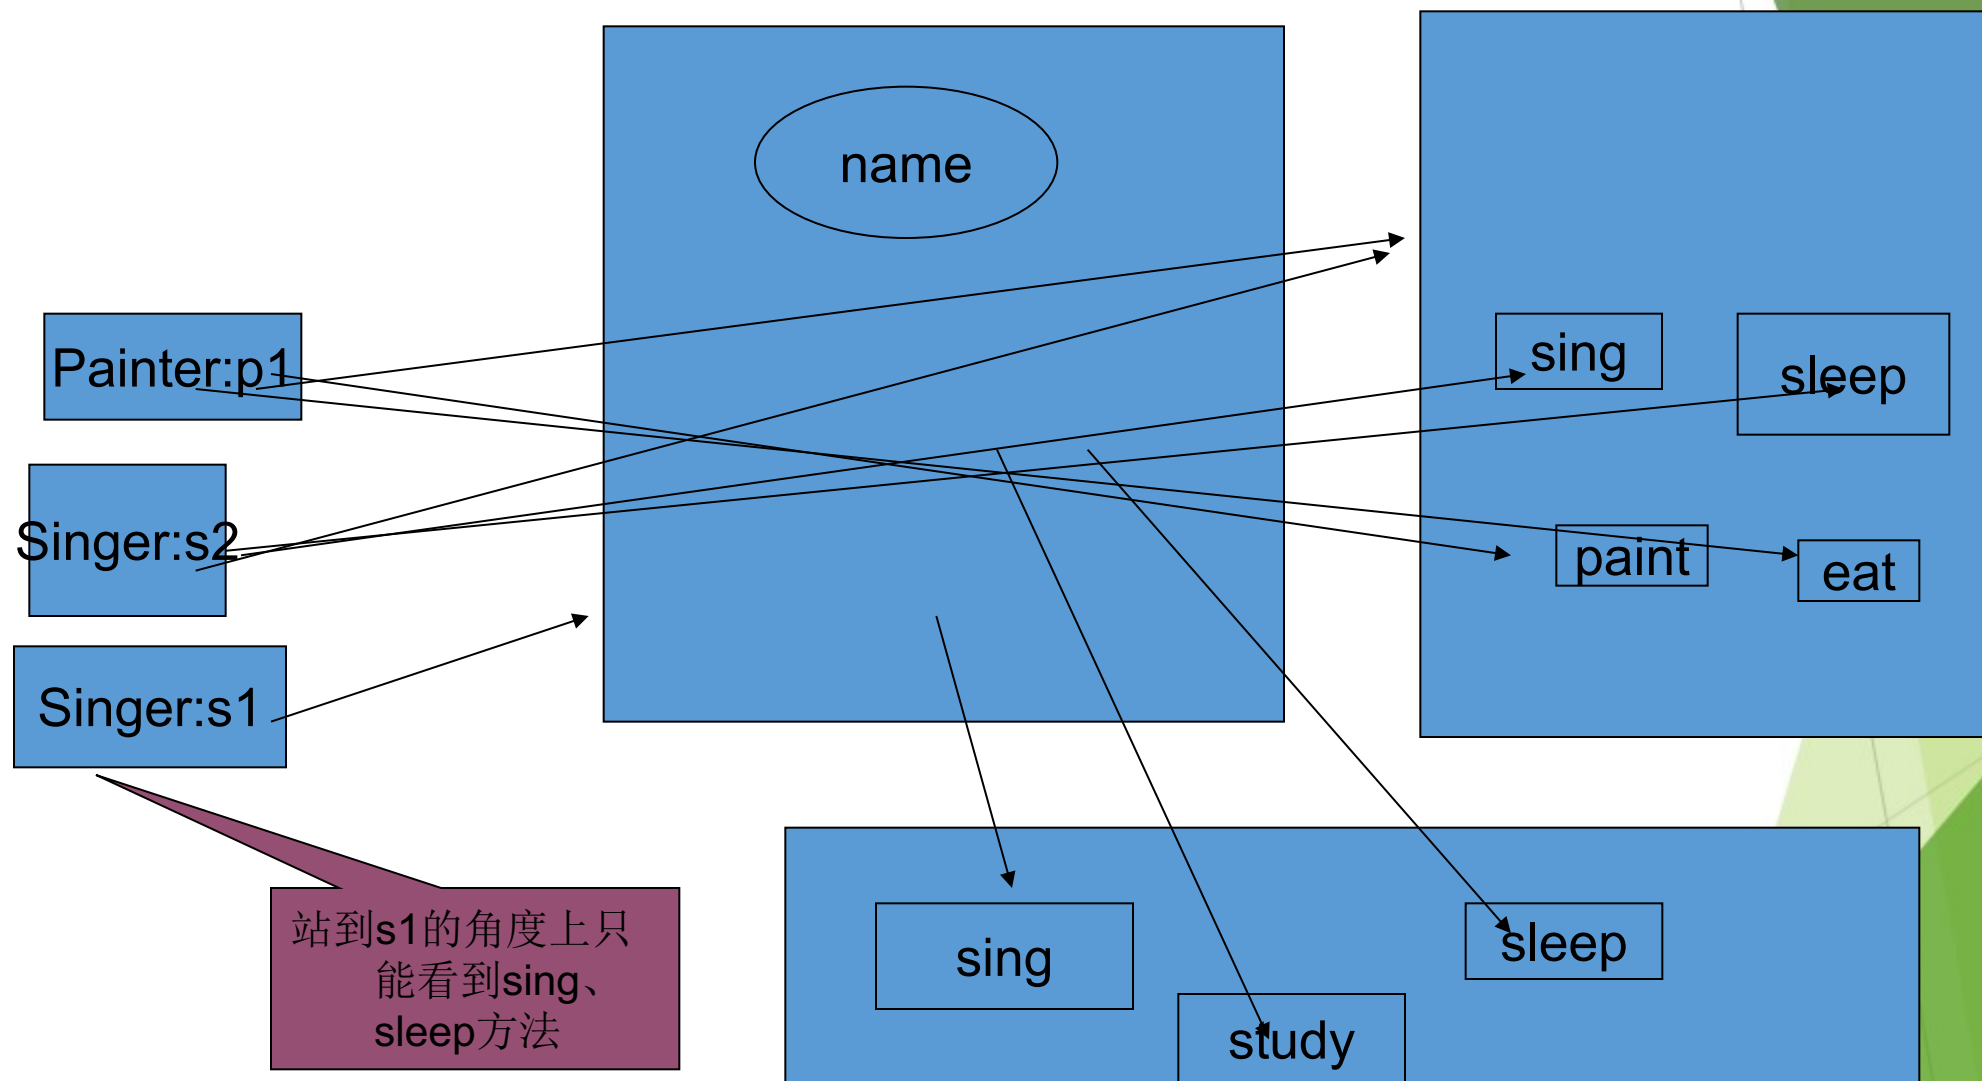 name
sing
sleep
Painter:p1
Singer:s2
paint
eat
Singer:s1
站到s1的角度上只
能看到sing、
sleep方法
sing
sleep
study